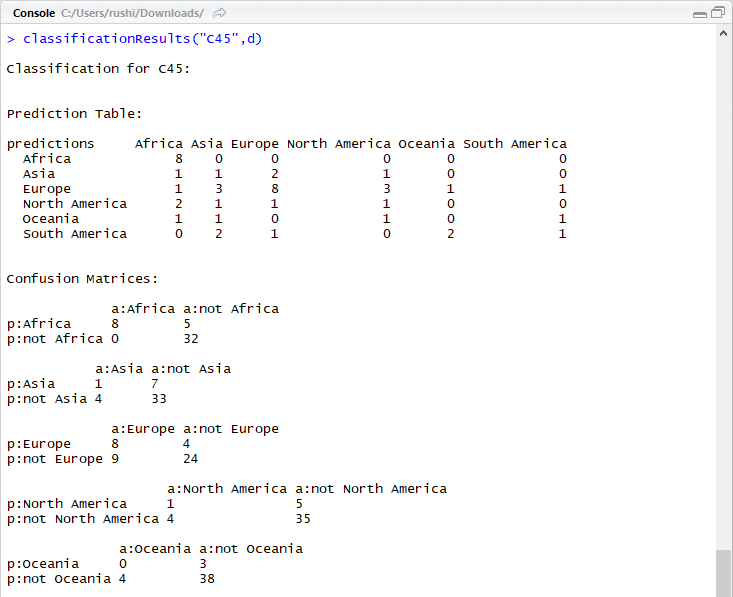 Console C:/Users/rushi/Downloads/
> classificationResults("C45",d)
Classification for C45:
Prediction Table:
predictions Africa Asia Europe North America Oceania South America
Africa 8 0 0 0 0 0
Asia 1 1 2 1 0 0
Europe 1 3 8 3 1 1
North America 2 1 1 1 0 0
Oceania 1 1 0 1 0 1
South America 0 2 1 0 2 1
Confusion Matrices:
a:Africa a:not Africa
p:Africa 8 5
p:not Africa 0 32
a:Asia a:not Asia
p:Asia 1 7
p:not Asia 4 33
a:Europe a:not Europe
p:Europe 8 4
p:not Europe 9 24
a:North America a:not North America
p:North America 1 5
p:not North America 4 35
a:Oceania a:not Oceania
p:Oceania 0 3
p:not Oceania 4 38